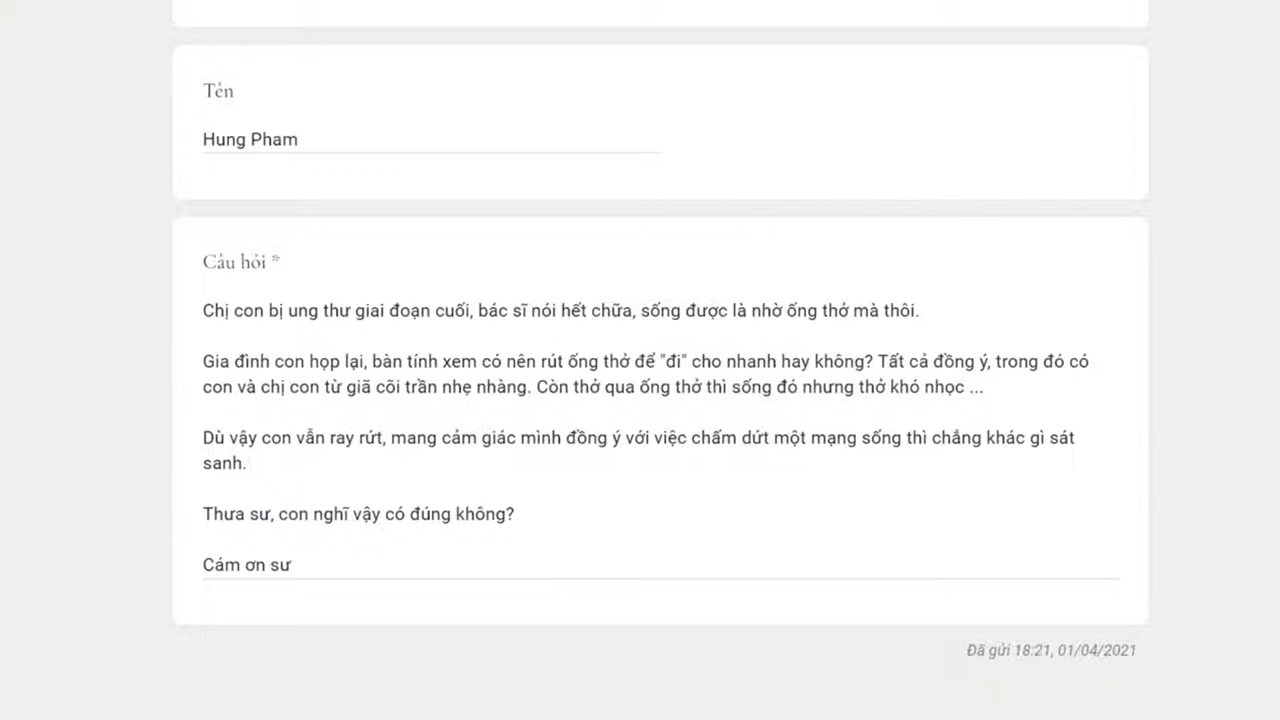 Tên
Hung Pham
Câu hỏi *
Chị con bị ung thư giai đoạn cuối, bác sĩ nói hết chữa, sống được là nhờ ống thở mà thôi.
Gia đình con họp lại, bàn tính xem có nên rút ống thở để "đi" cho nhanh hay không? Tất cả đồng ý, trong đó có
con và chị con từ giã cõi trần nhẹ nhàng. Còn thở qua ống thở thì sống đó nhưng thở khó nhọc ...
Dù vậy con vẫn ray rứt, mang cảm giác mình đồng ý với việc chấm dứt một mạng sống thì chẳng khác gì sát
sanh.
Thưa sư, con nghĩ vậy có đúng không?
Cám ơn sư
Đã gửi 18:21, 01/04/2021